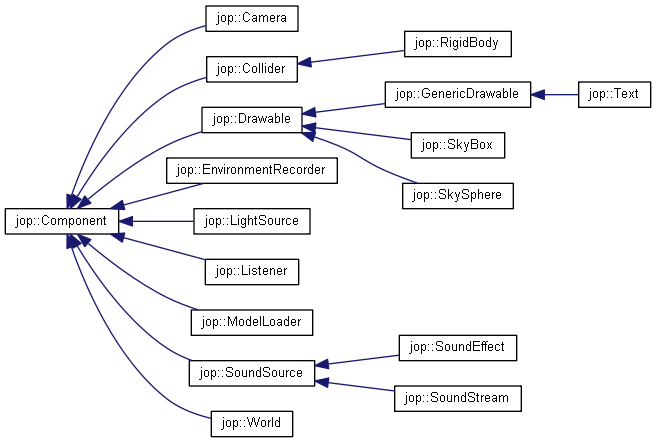 jop::Camera
jop::RigidBody
jop::Collider
jop::GenericDrawable
jop::Text
jop::Drawable
jop::SkyBox
jop::EnvironmentRecorder
jop::SkySphere
jop::Component
jop::LightSource
jop::Listener
jop::ModelLoader
jop::SoundEffect
jop::SoundSource
jop::SoundStream
jop::World